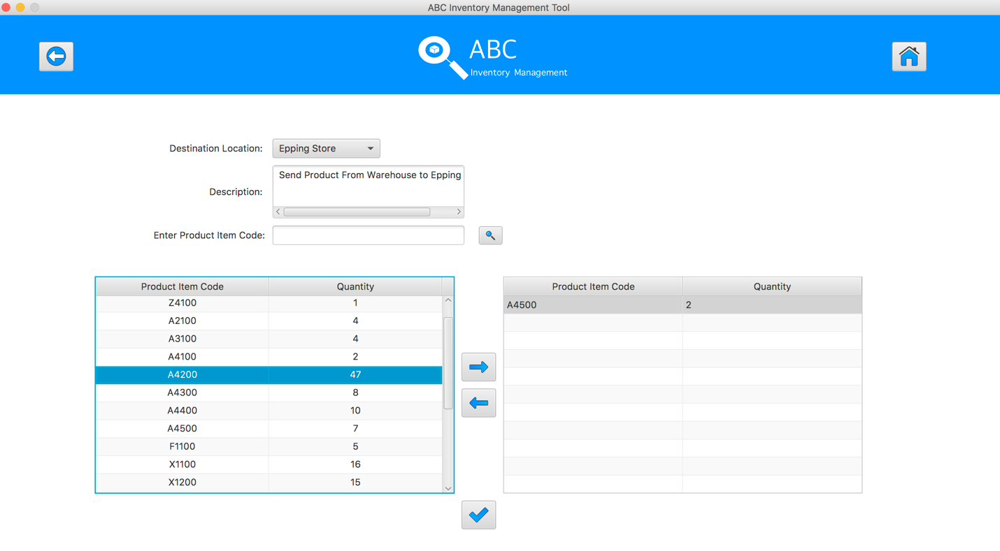 ABC Inventory Management Tool
ABC
Inventory Management
Destination Location: Epping Store
Description: Send Product From Warehouse to Epping
Enter Product Item Code:
Product Item Code Quantity
Z4100 1
A2100 4
A3100 4
A4100 2
A4200 47
A4300 8
A4400 10
A4500 7
F1100 5
X1100 16
X1200 15
Product Item Code Quantity
A4500 2